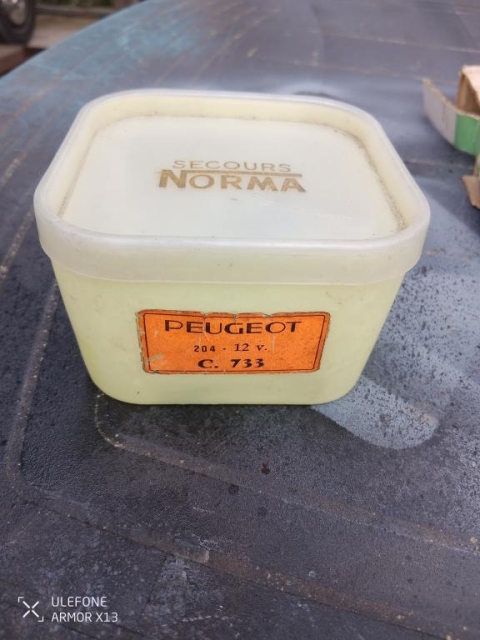 SECOURS
NORMA
PEUGEOT
204 - 12 v.
C. 733
ULEFONE
ARMOR X13